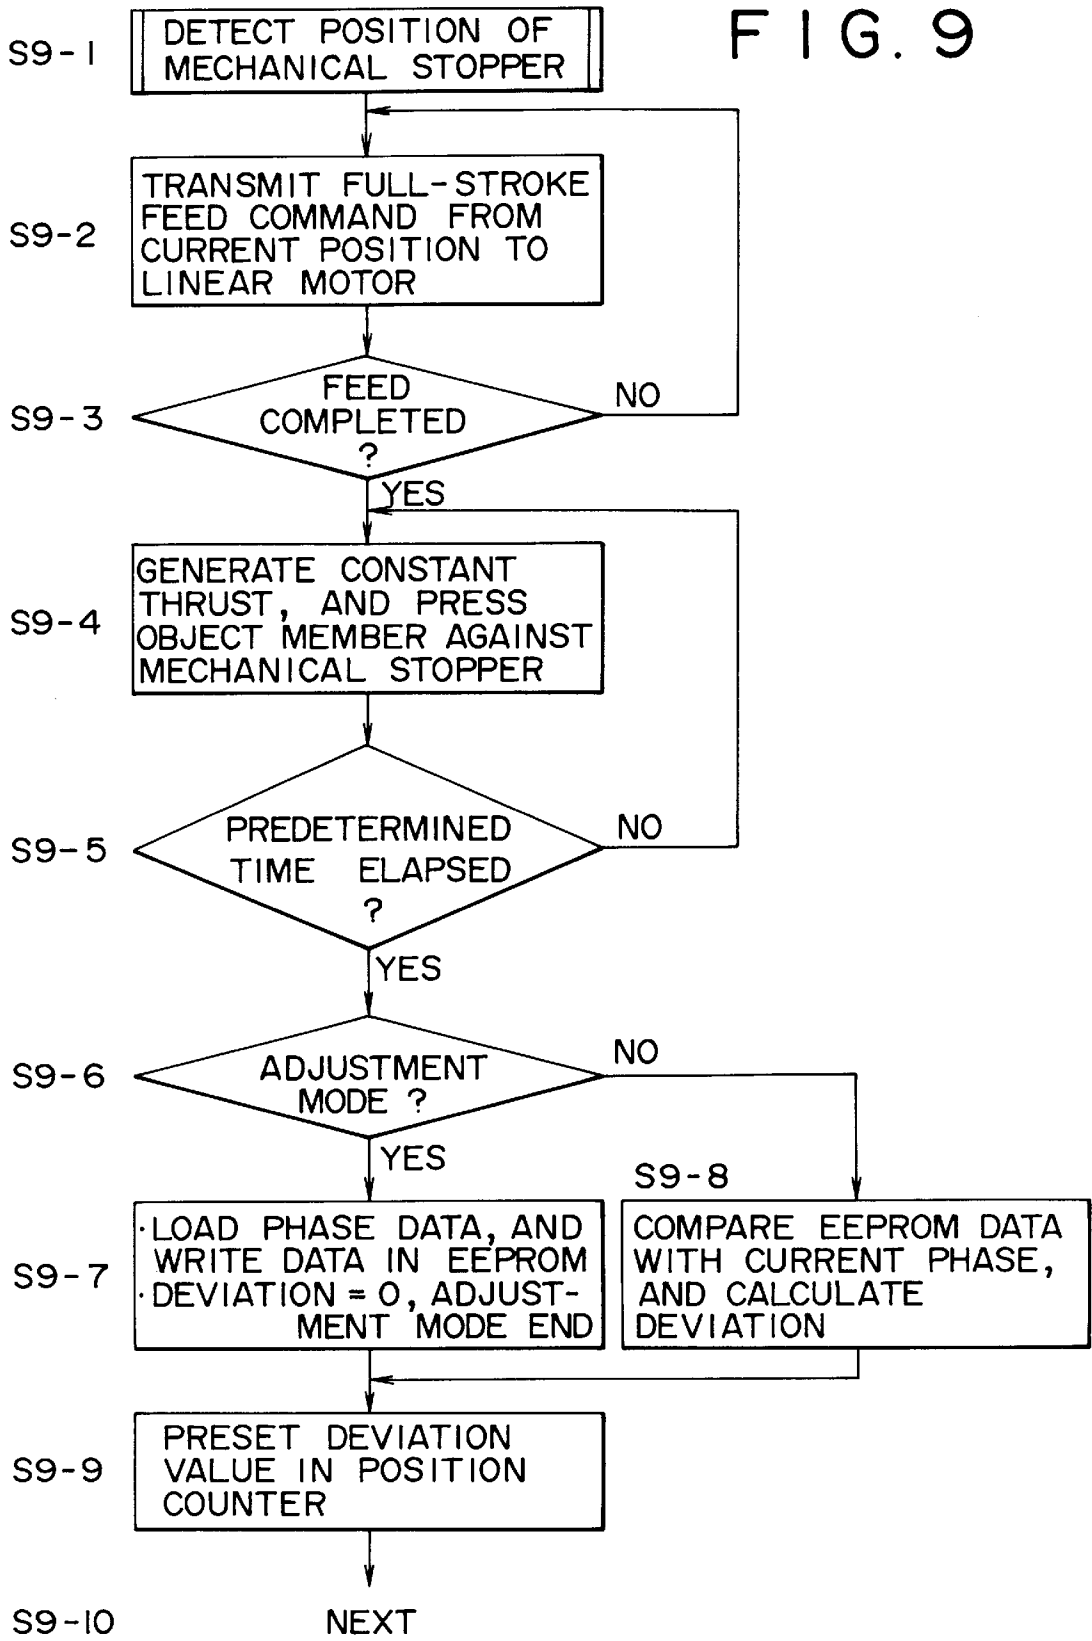 FIG. 9
S9-1
DETECT POSITION OF
MECHANICAL STOPPER
S9-2
TRANSMIT FULL-STROKE
FEED COMMAND FROM
CURRENT POSITION TO
LINEAR MOTOR
S9-3
FEED
COMPLETED
?
NO
YES
S9-4
GENERATE CONSTANT
THRUST, AND PRESS
OBJECT MEMBER AGAINST
MECHANICAL STOPPER
S9-5
PREDETERMINED
TIME ELAPSED
?
NO
YES
S9-6
ADJUSTMENT
MODE ?
NO
YES
S9-7
·LOAD PHASE DATA, AND
WRITE DATA IN EEPROM
·DEVIATION = 0, ADJUST-
MENT MODE END
S9-8
COMPARE EEPROM DATA
WITH CURRENT PHASE,
AND CALCULATE
DEVIATION
S9-9
PRESET DEVIATION
VALUE IN POSITION
COUNTER
S9-10
NEXT